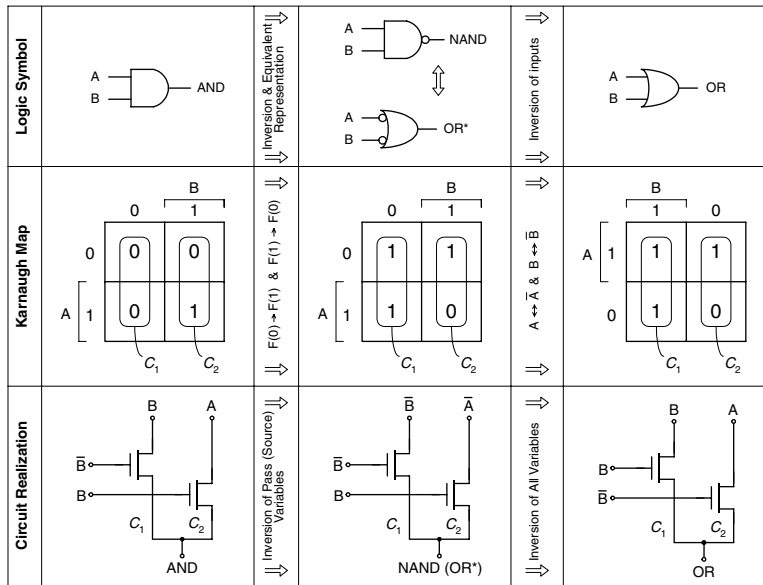 Logic Symbol
A
B
AND
Inversion & Equivalent
Representation
A
B
NAND
A
B
OR*
Inversion of Inputs
A
B
OR
Karnaugh Map
B
0 1
0 0 0
A 1 0 1
C1 C2
F(0)→F(1) & F(1)→F(0)
B
0 1
0 1 1
A 1 1 0
C1 C2
A↔A̅ & B↔B̅
B
1 0
A 1 1 1
0 1 0
C1 C2
Circuit Realization
B A
B̅
B
C1 C2
AND
Inversion of Pass (Source)
Variables
B̅ A̅
B̅
B
C1 C2
NAND (OR*)
Inversion of All Variables
B A
B
B̅
C1 C2
OR